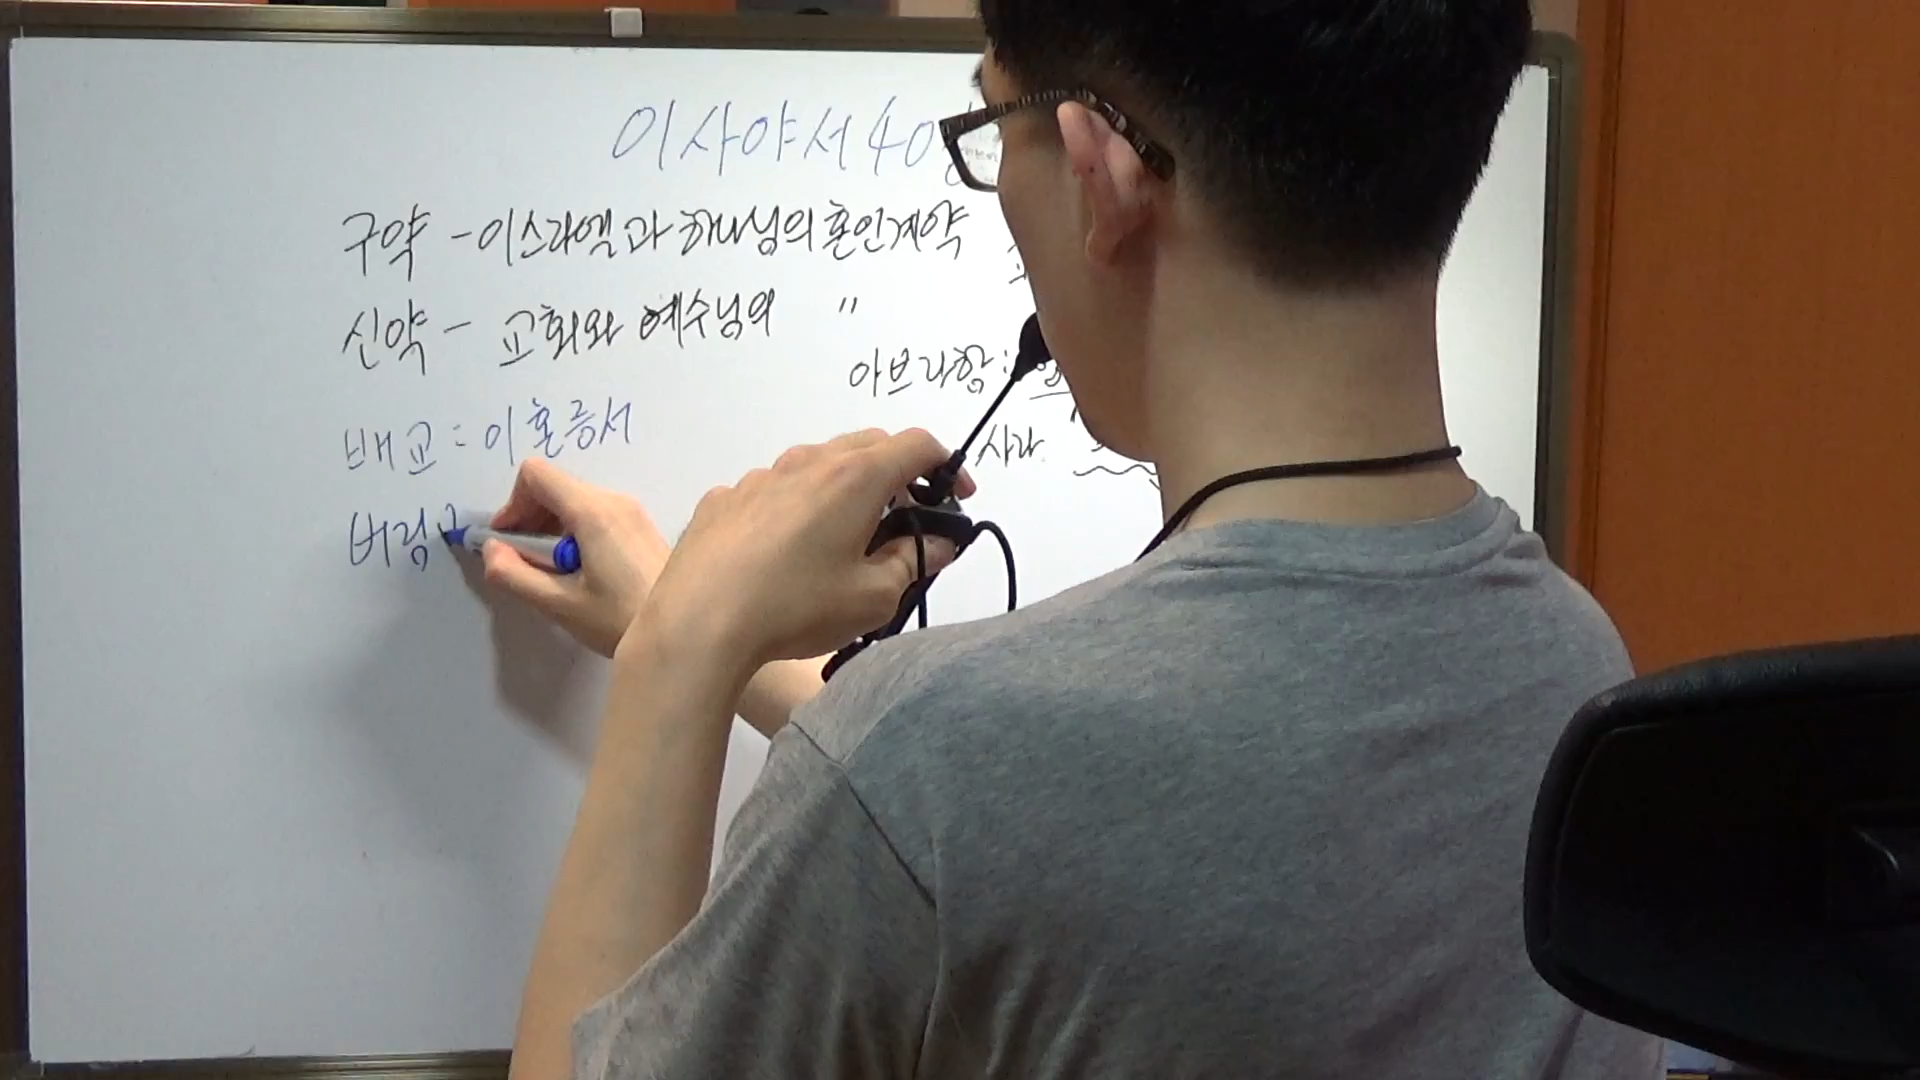 이사야서 40장
구약 - 이스라엘과 하나님의 혼인계약
신약 - 교회와 예수님의 "
아브라함:
배교 : 이혼증서
사라
버림